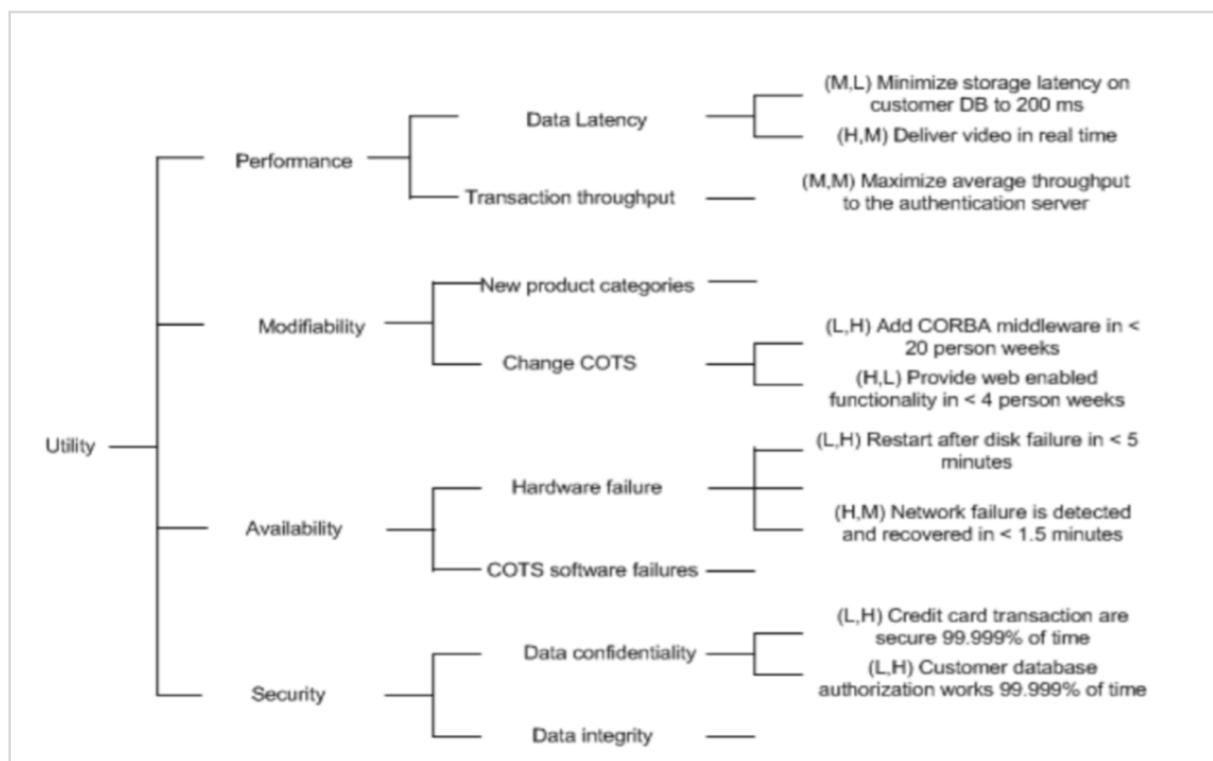 (M,L) Minimize storage latency on
customer DB to 200 ms
Data Latency
(H,M) Deliver video in real time
Performance
(M,M) Maximize average throughput
to the authentication server
Transaction throughput
New product categories
Modifiability
(L,H) Add CORBA middleware in <
20 person weeks
Change COTS
(H,L) Provide web enabled
functionality in < 4 person weeks
Utility
(L,H) Restart after disk failure in < 5
minutes
Hardware failure
(H,M) Network failure is detected
and recovered in < 1.5 minutes
Availability
COTS software failures
(L,H) Credit card transaction are
secure 99.999% of time
Data confidentiality
(L,H) Customer database
authorization works 99.999% of time
Security
Data integrity